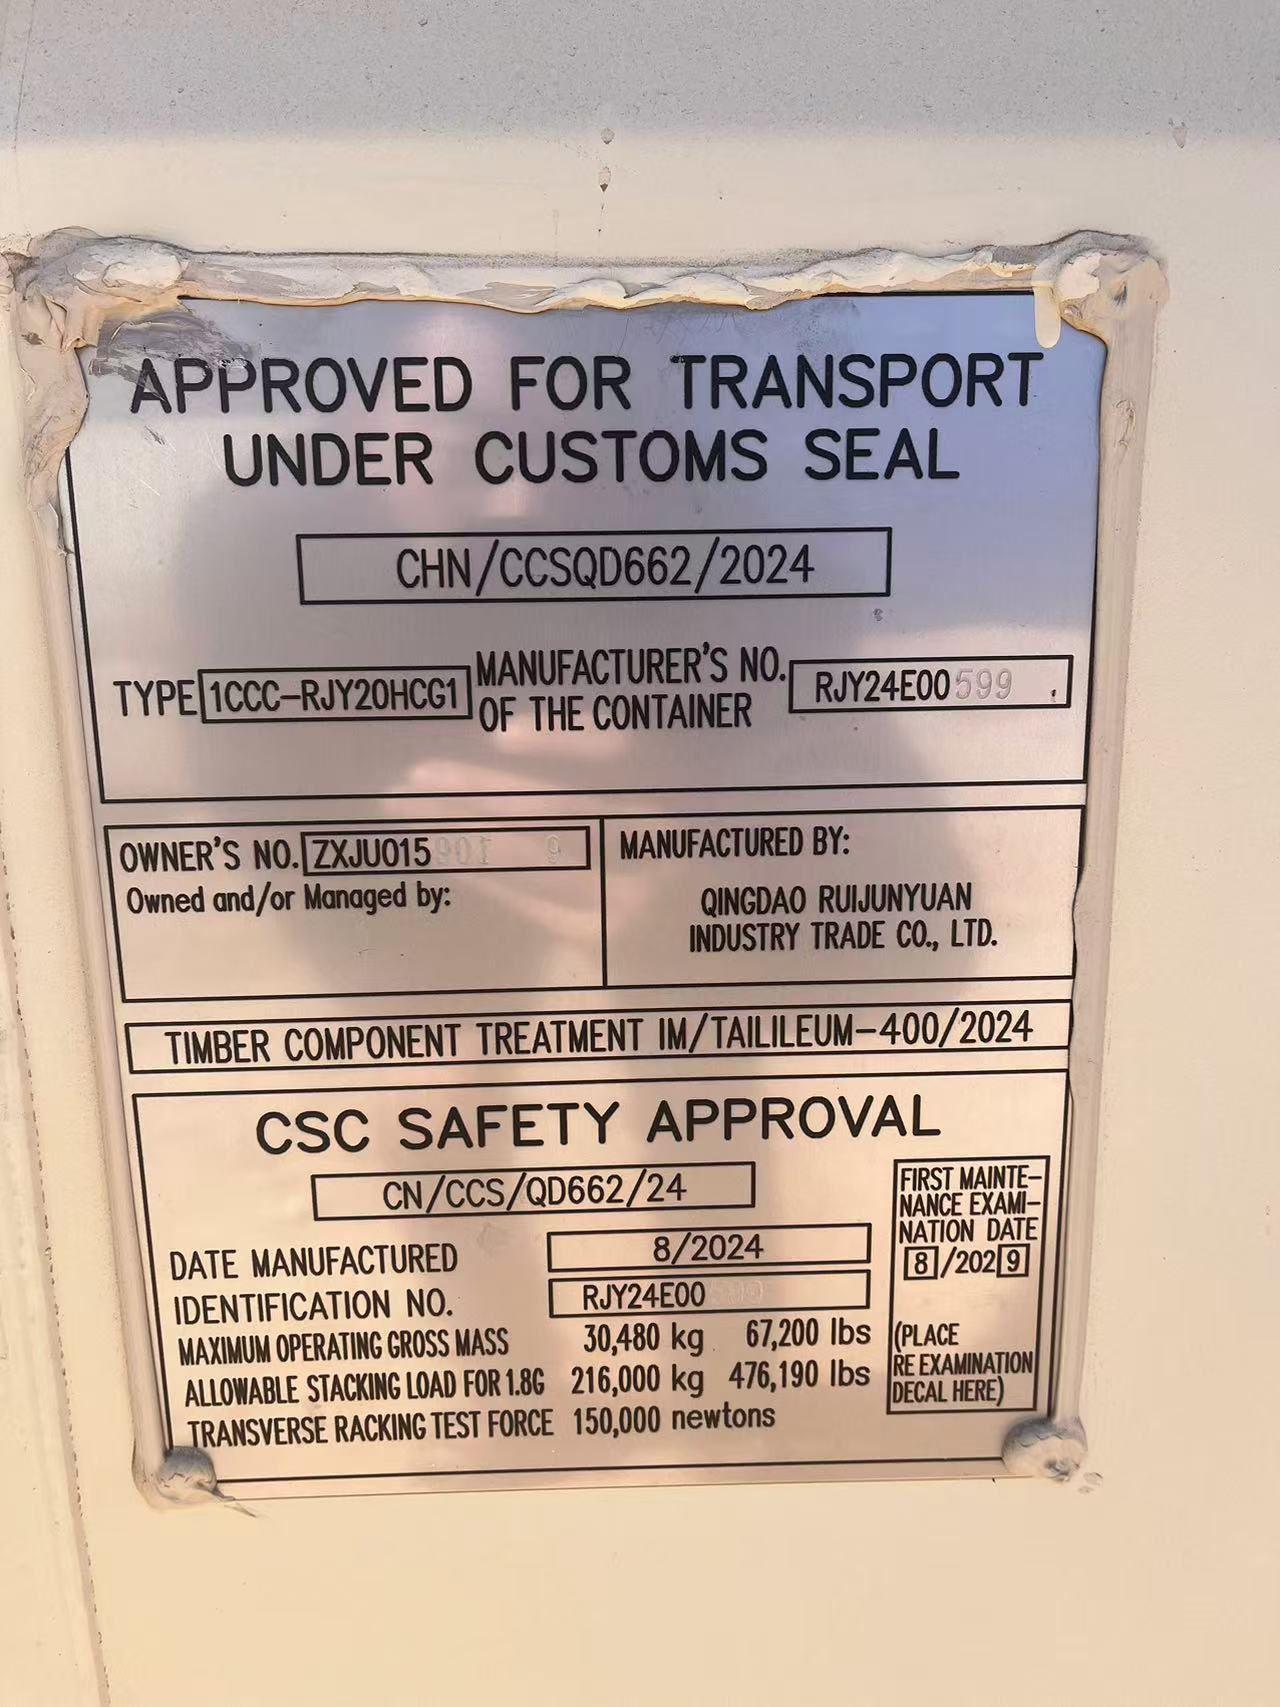 APPROVED FOR TRANSPORT
UNDER CUSTOMS SEAL
CHN/CCSQD662/2024
TYPE 1CCC-RJY20HCG1 MANUFACTURER'S NO. OF THE CONTAINER RJY24E00599
OWNER'S NO. ZXJU015901 9
Owned and/or Managed by:
MANUFACTURED BY:
QINGDAO RUIJUNYUAN
INDUSTRY TRADE CO., LTD.
TIMBER COMPONENT TREATMENT IM/TAILILEUM-400/2024
CSC SAFETY APPROVAL
CN/CCS/QD662/24
DATE MANUFACTURED 8/2024
IDENTIFICATION NO. RJY24E00599
MAXIMUM OPERATING GROSS MASS 30,480 kg 67,200 lbs
ALLOWABLE STACKING LOAD FOR 1.8G 216,000 kg 476,190 lbs
TRANSVERSE RACKING TEST FORCE 150,000 newtons
FIRST MAINTE-
NANCE EXAMI-
NATION DATE
8/2029
(PLACE
RE EXAMINATION
DECAL HERE)